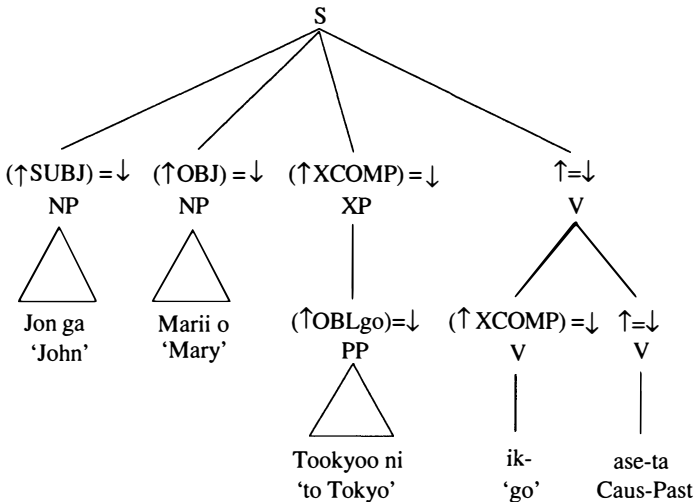 S
(↑SUBJ) = ↓ (↑OBJ) = ↓ (↑XCOMP) = ↓ ↑=↓
NP NP XP V
Jon ga Marii o (↑OBLgo)=↓ (↑ XCOMP) = ↓ ↑=↓
‘John’ ‘Mary’ PP V V
Tookyoo ni ik- ase-ta
‘to Tokyo’ ‘go’ Caus-Past